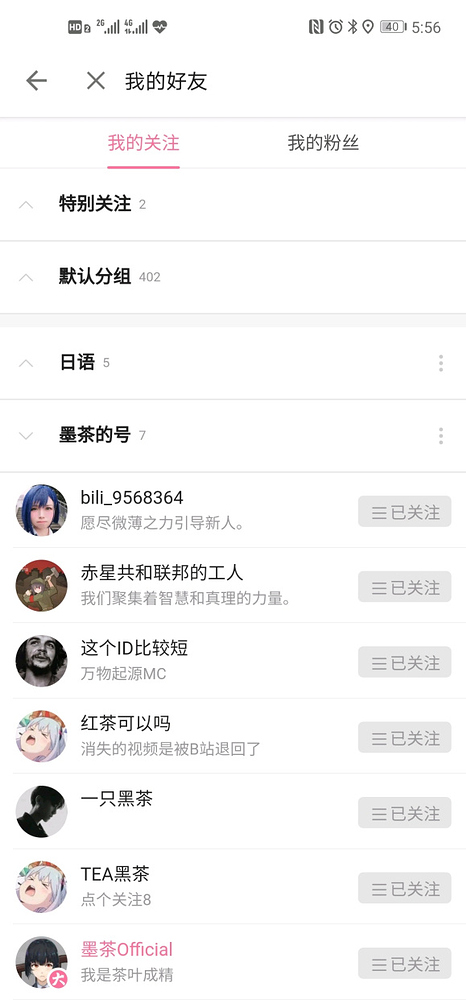 HD 2 2G 4G 40 5:56
我的好友
我的关注 我的粉丝
特别关注 2
默认分组 402
日语 5
墨茶的号 7
bili_9568364
愿尽微薄之力引导新人。
已关注
赤星共和联邦的工人
我们聚集着智慧和真理的力量。
已关注
这个ID比较短
万物起源MC
已关注
红茶可以吗
消失的视频是被B站退回了
已关注
一只黑茶
已关注
TEA黑茶
点个关注8
已关注
墨茶Official
我是茶叶成精
大
已关注